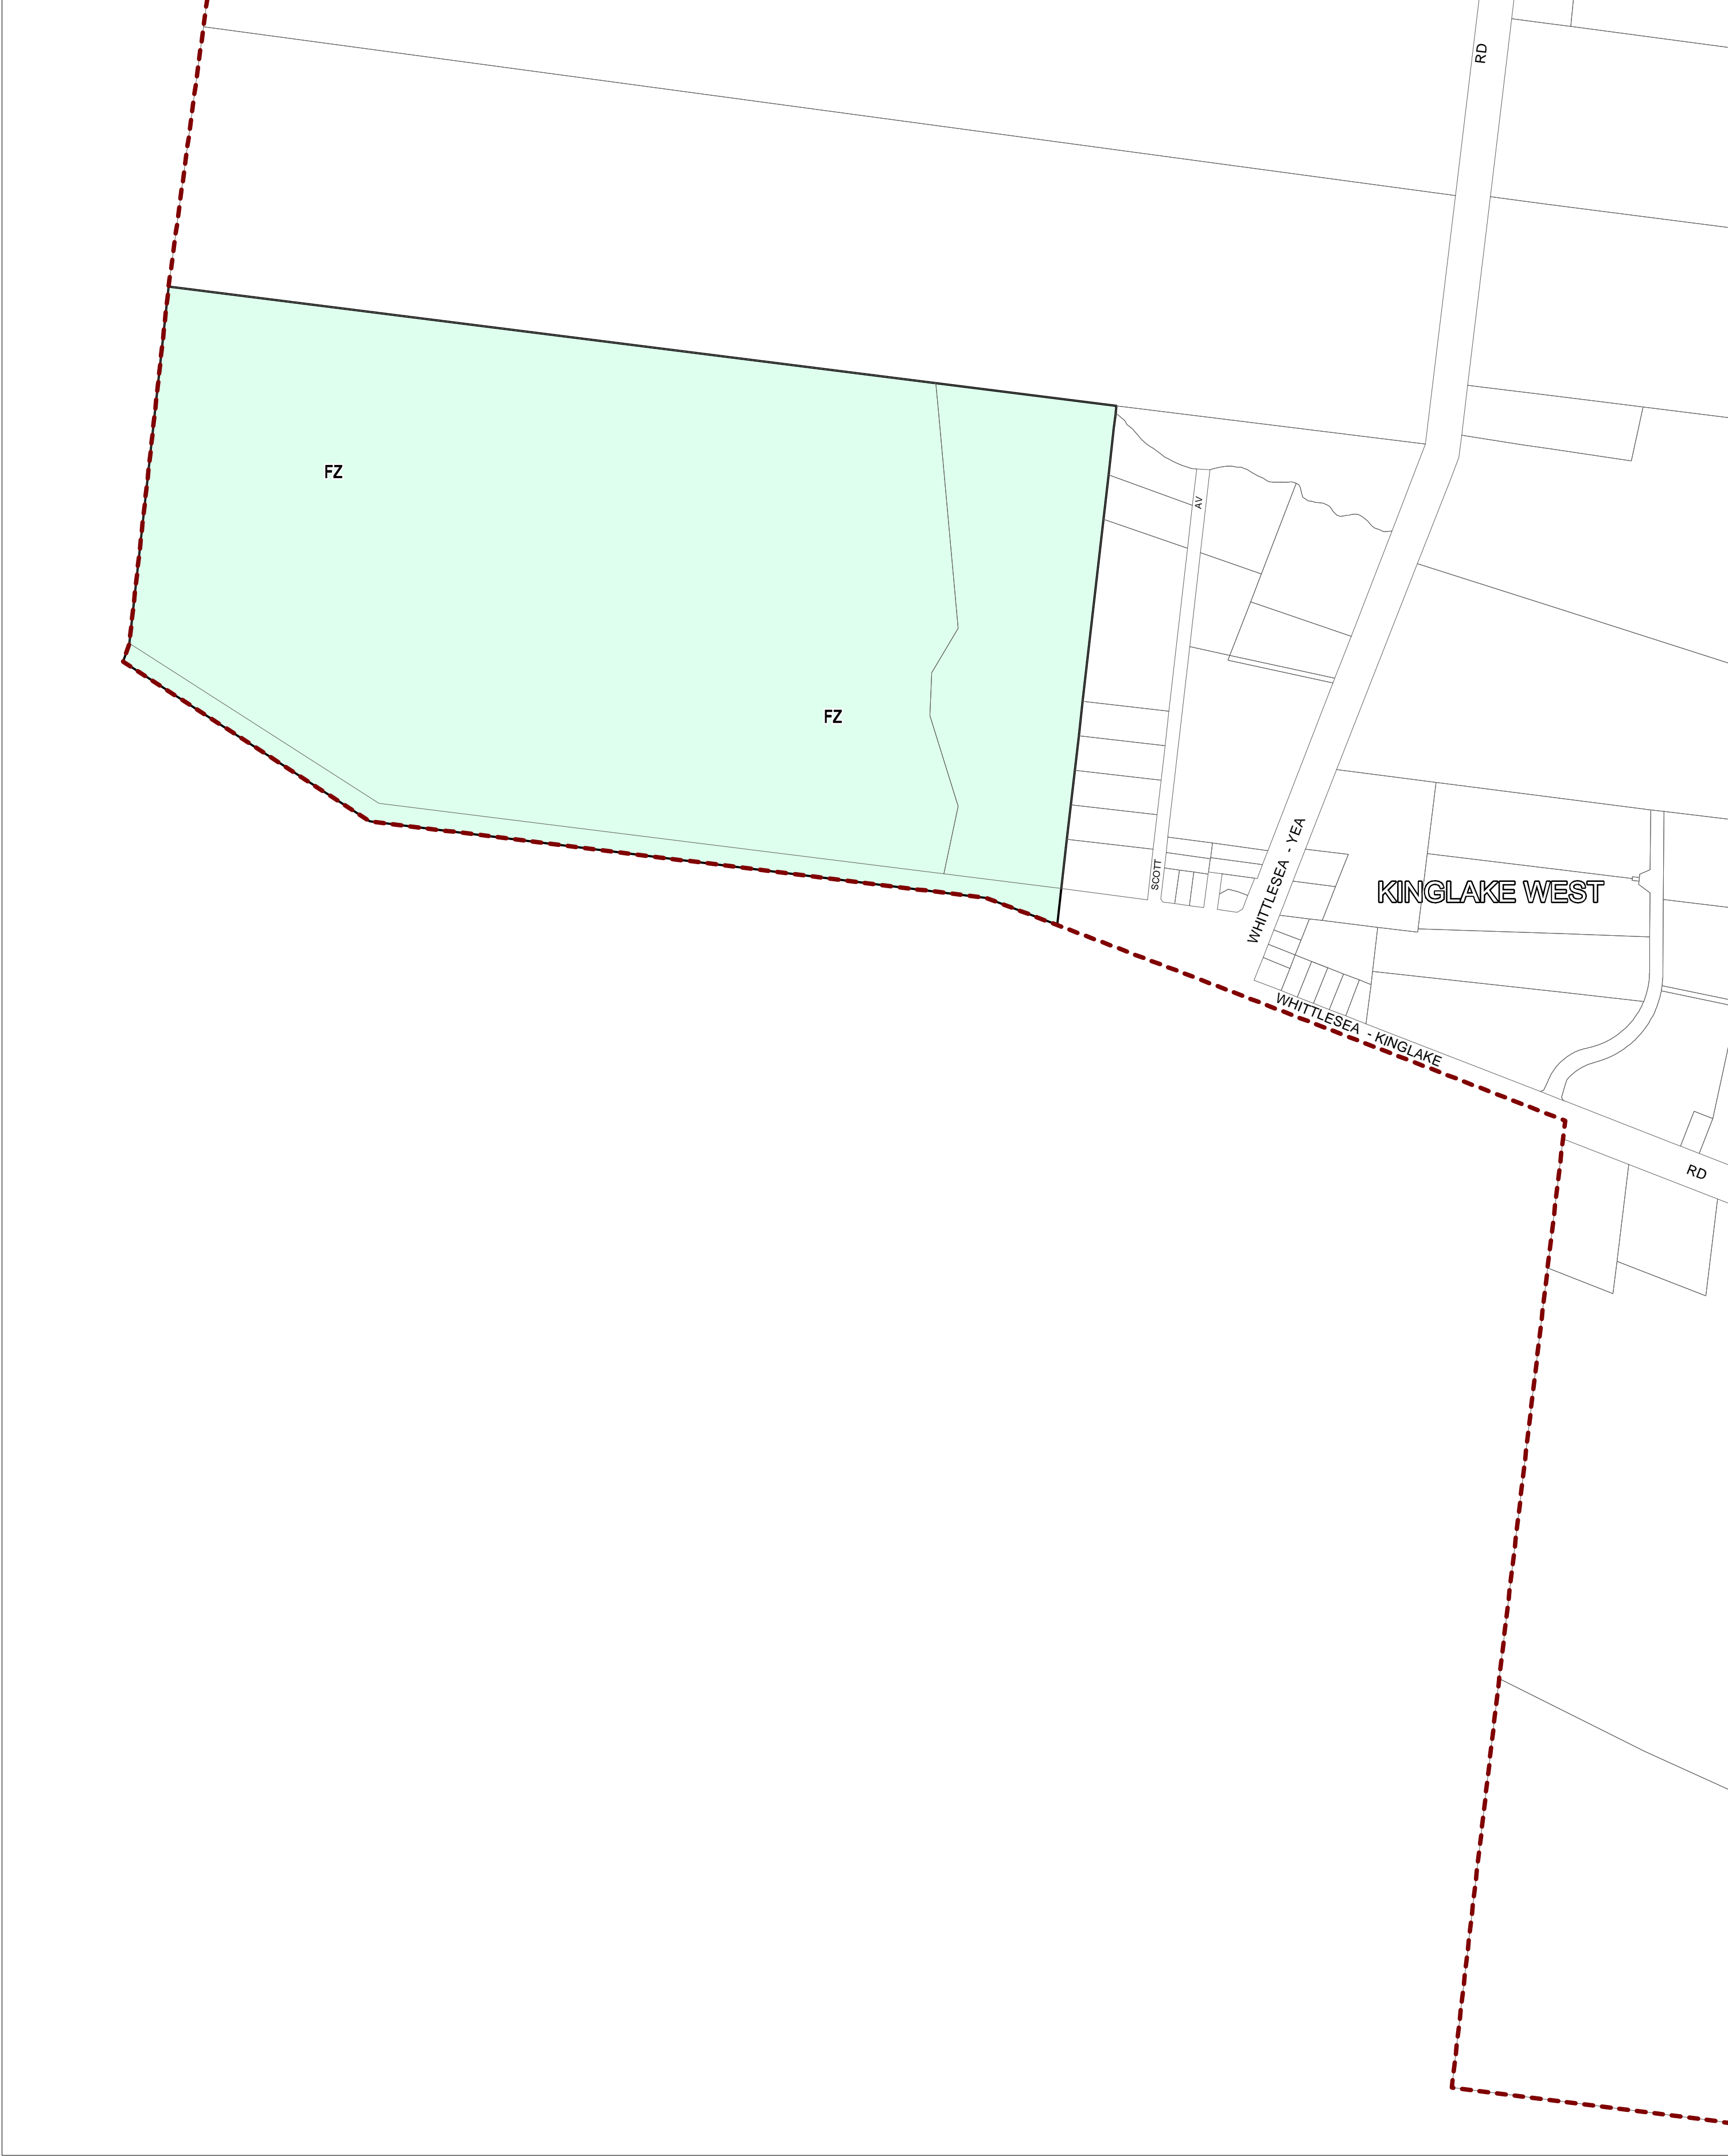 RD
FZ
AV
FZ
WHITTLESEA - YEA
SCOTT
KINGLAKE WEST
WHITTLESEA - KINGLAKE
RD